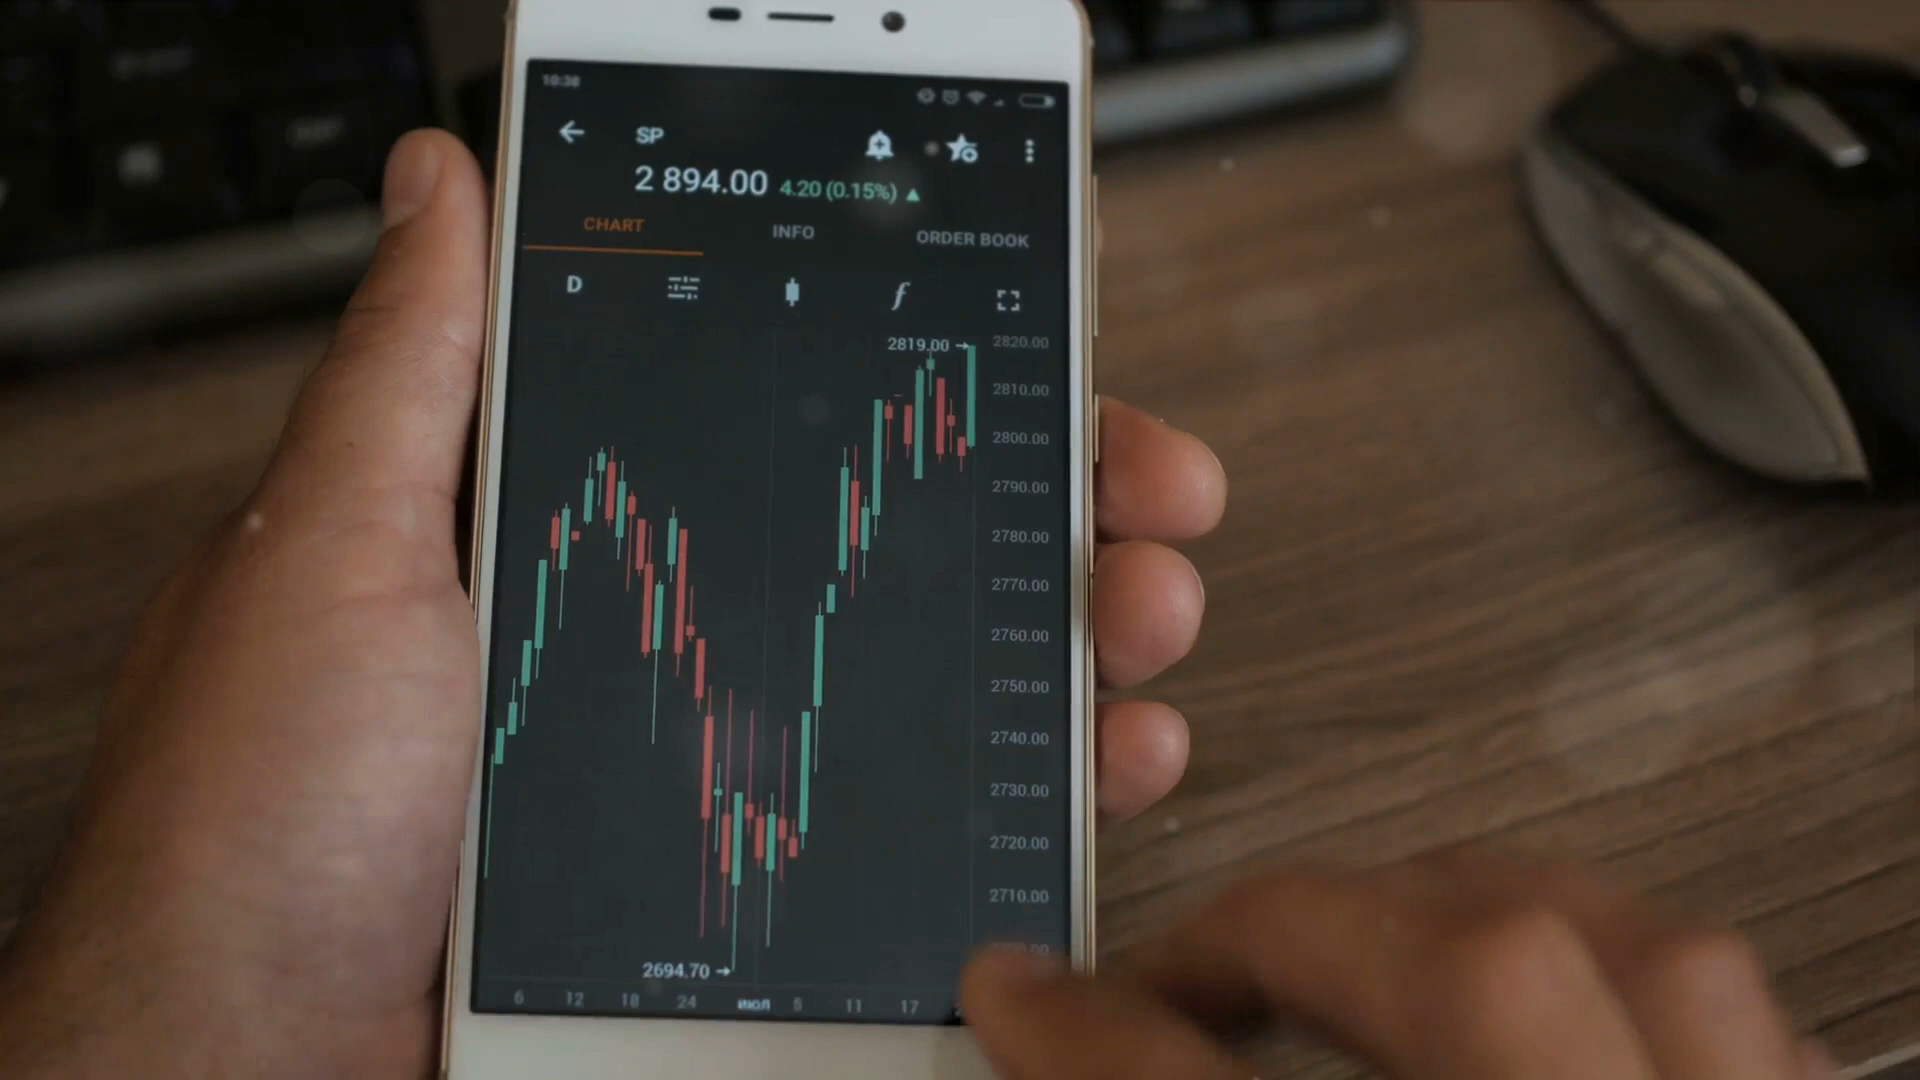 10:38
SP
2 894.00 4.20 (0.15%) ▲
CHART INFO ORDER BOOK
D f
2819.00 → 2820.00
2810.00
2800.00
2790.00
2780.00
2770.00
2760.00
2750.00
2740.00
2730.00
2720.00
2710.00
2694.70 →
6 12 18 24 июл 5 11 17